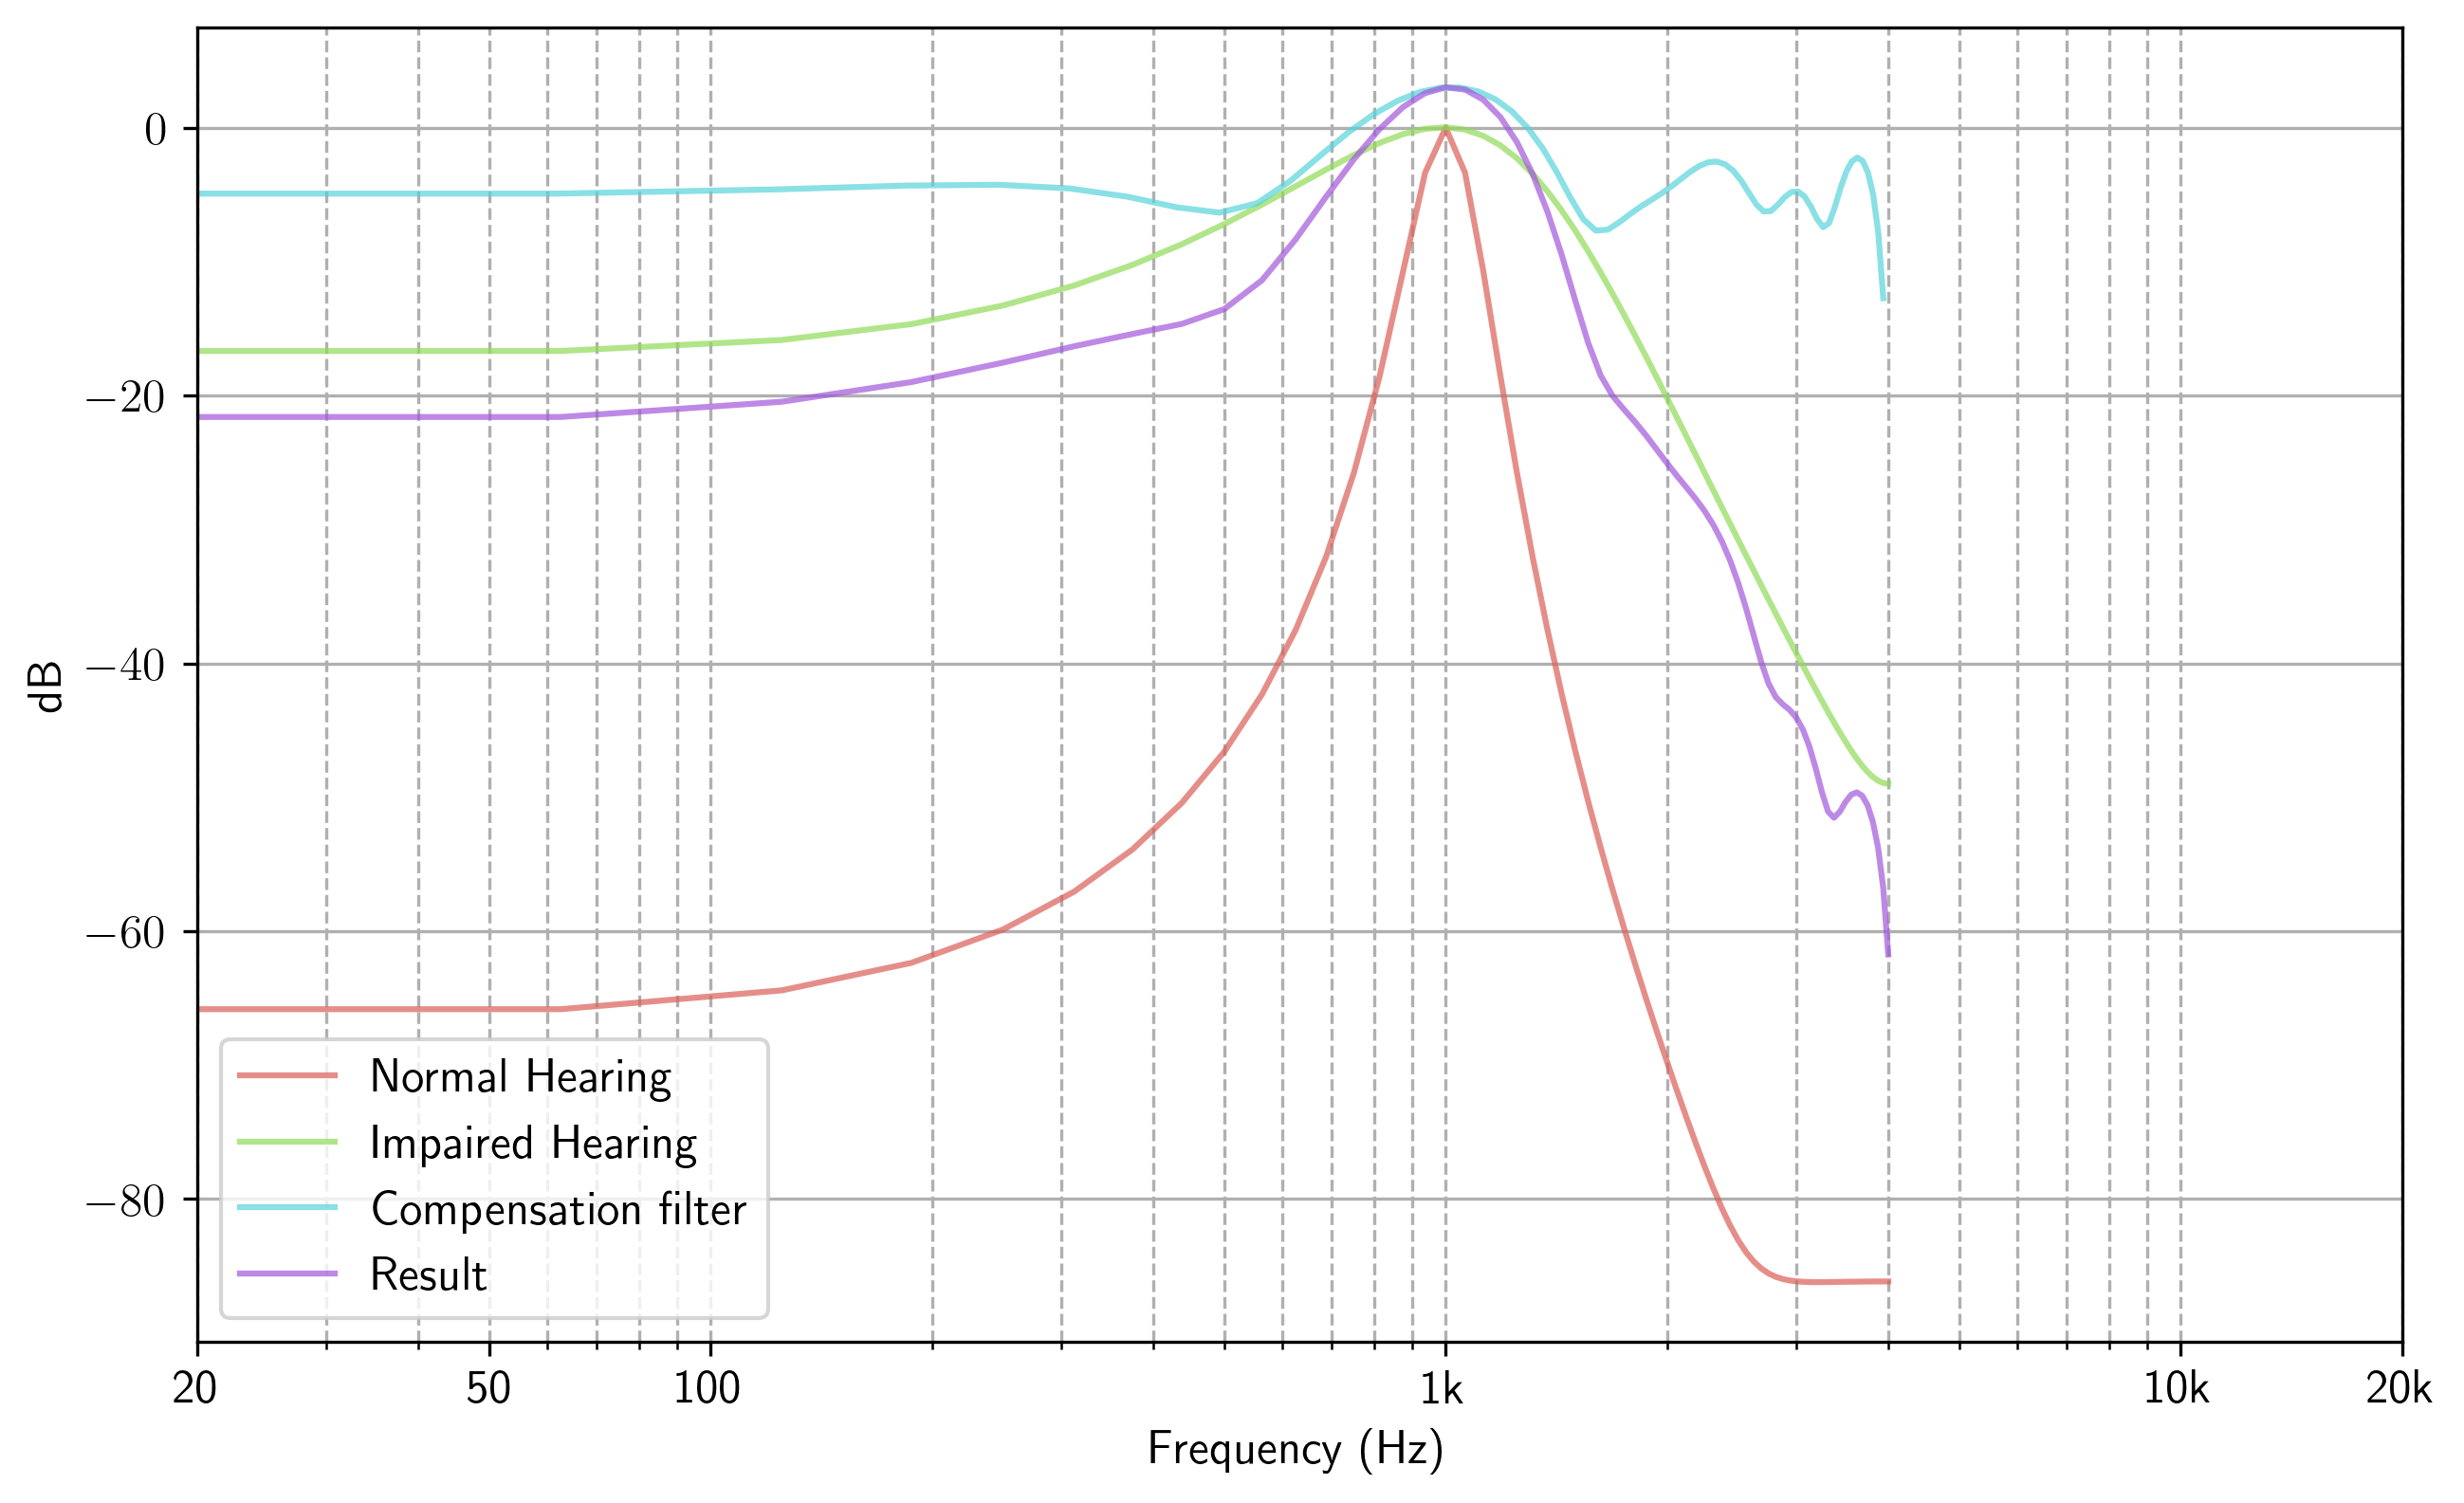 0
−20
−40
−60
−80
dB
Normal Hearing
Impaired Hearing
Compensation filter
Result
20 50 100 1k 10k 20k
Frequency (Hz)